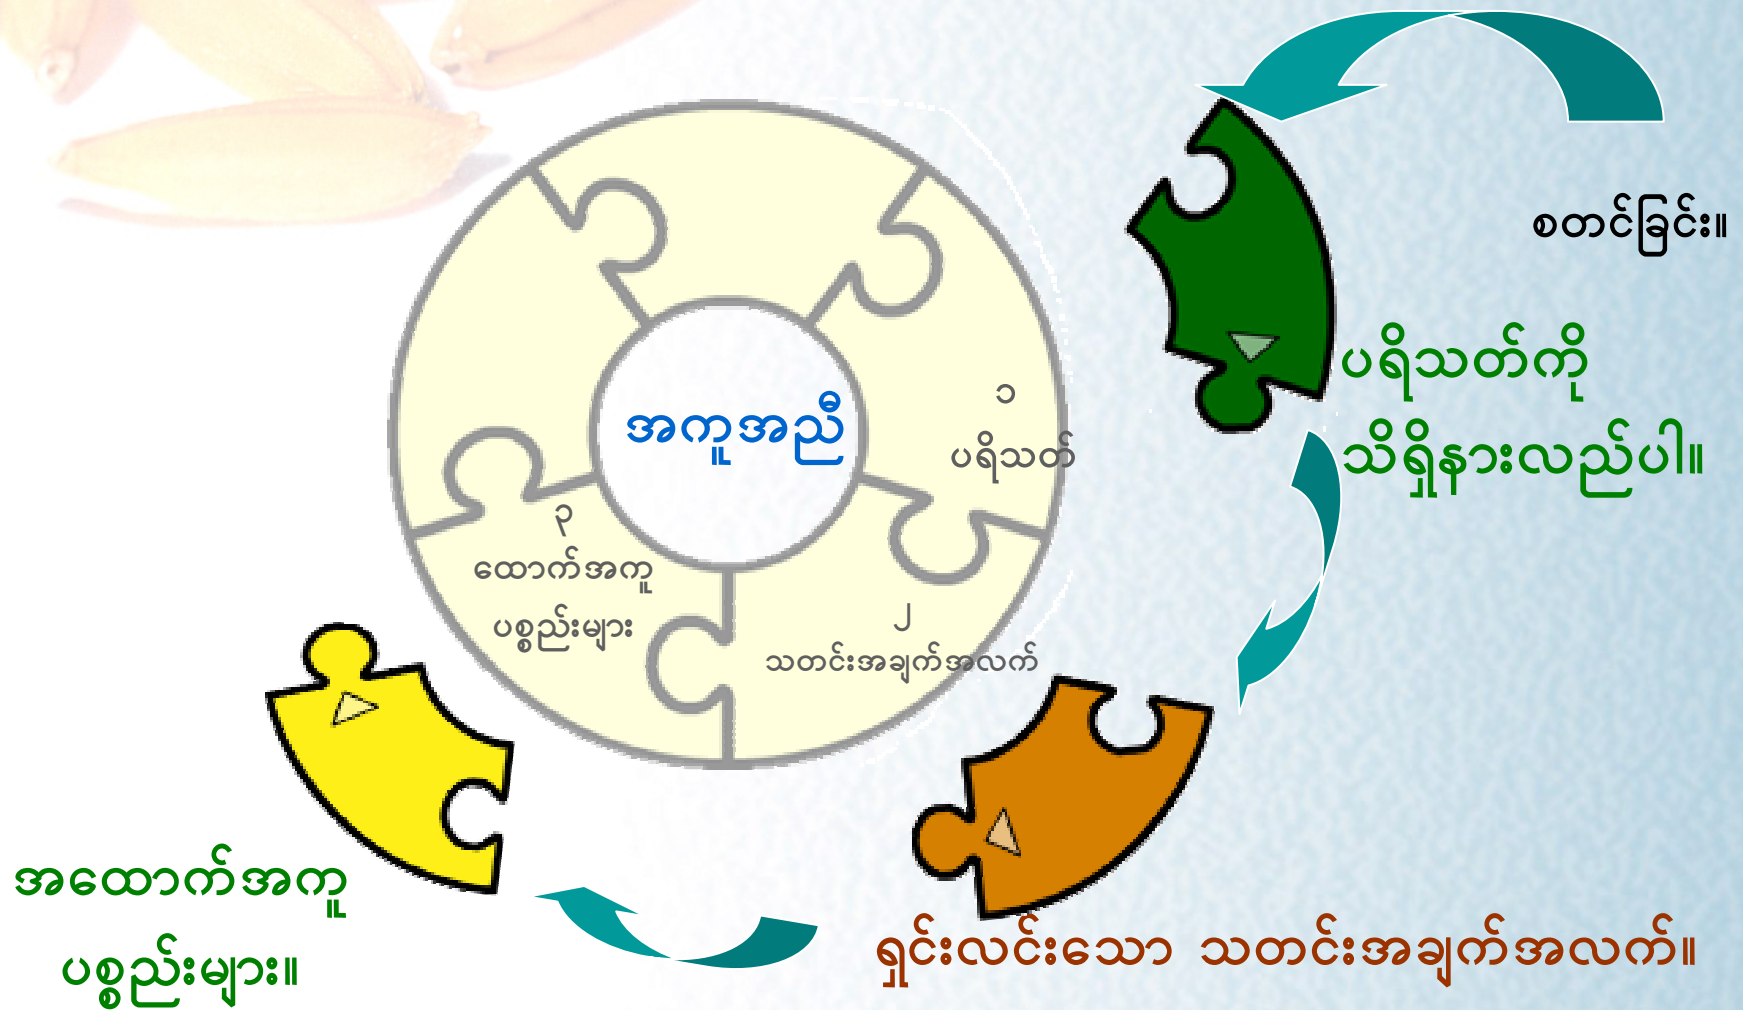 စတင်ခြင်း။
ပရိသတ်ကို
သိရှိနားလည်ပါ။
အကူအညီ
၁
ပရိသတ်
၂
သတင်းအချက်အလက်
၃
ထောက်အကူ
ပစ္စည်းများ
ရှင်းလင်းသော သတင်းအချက်အလက်။
အထောက်အကူ
ပစ္စည်းများ။